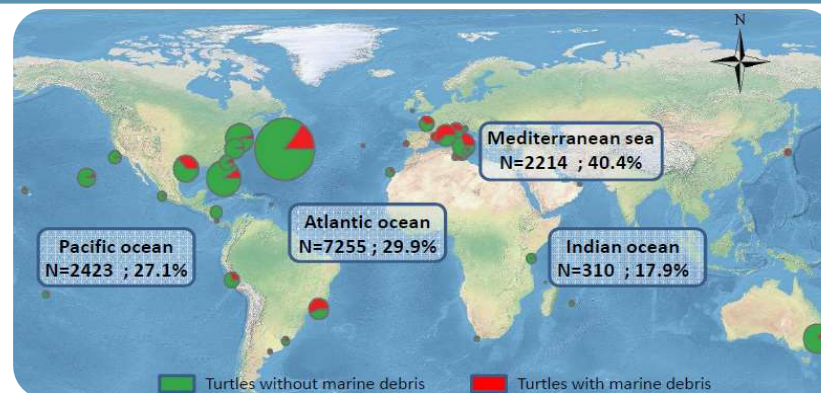 N
Mediterranean sea
N=2214 ; 40.4%
Atlantic ocean
N=7255 ; 29.9%
Pacific ocean
N=2423 ; 27.1%
Indian ocean
N=310 ; 17.9%
Turtles without marine debris
Turtles with marine debris